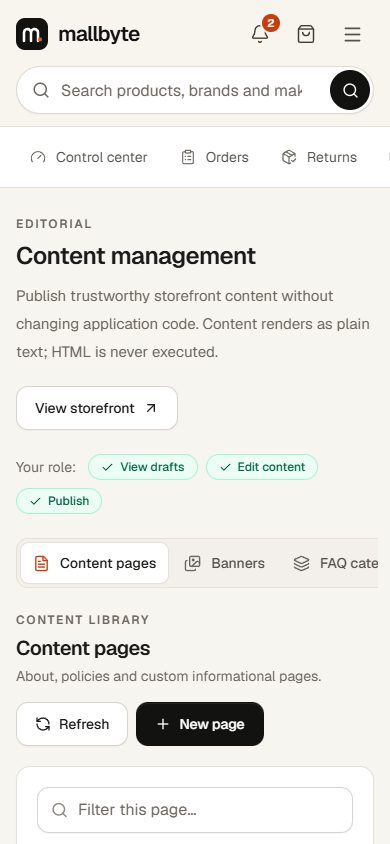 m.
mallbyte
2
Search products, brands and mak
Control center
Orders
Returns
EDITORIAL
Content management
Publish trustworthy storefront content without
changing application code. Content renders as plain
text; HTML is never executed.
View storefront
Your role:
View drafts
Edit content
Publish
Content pages
Banners
FAQ cate
CONTENT LIBRARY
Content pages
About, policies and custom informational pages.
Refresh
New page
Filter this page...